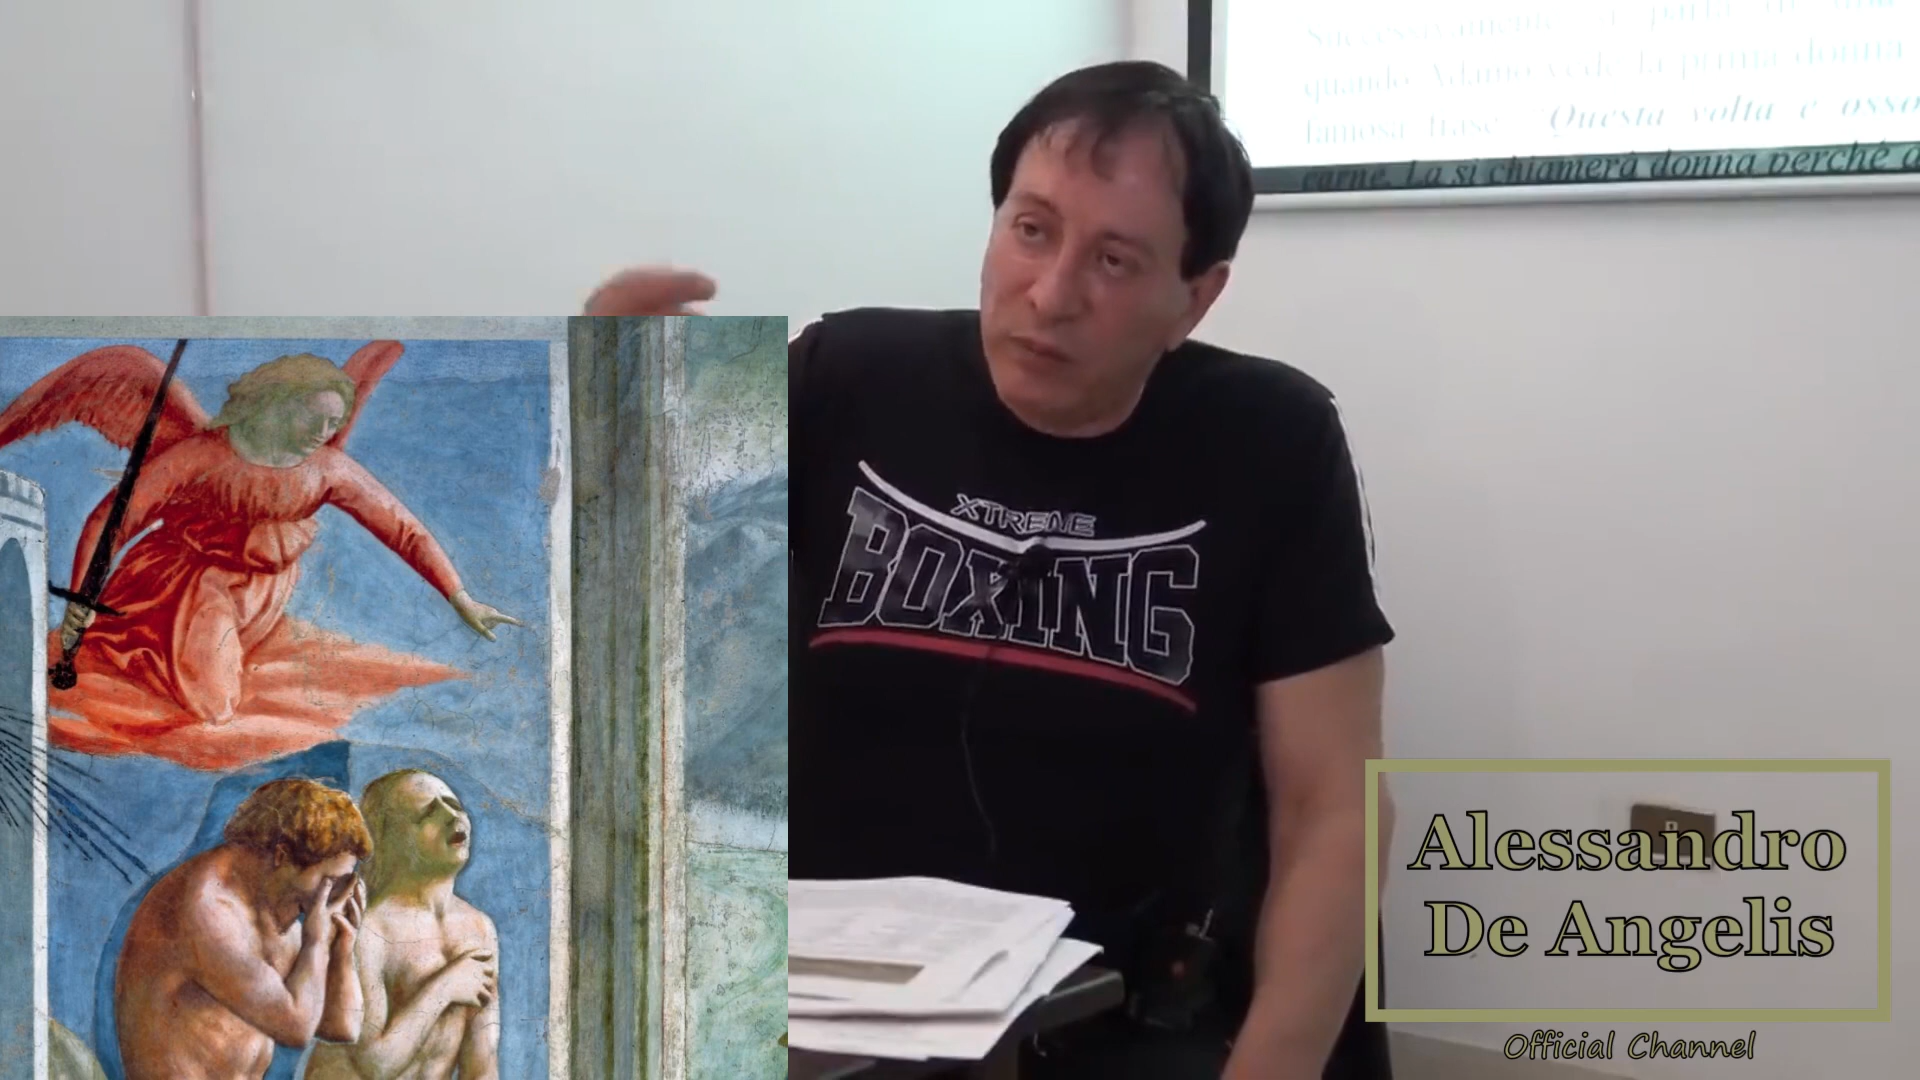 Successivamente
quando Adamo vede la prima donna
famosa frase "Questa volta è osso
carne. La si chiamerà donna perché
XTREME
BOXING
Alessandro
De Angelis
Official Channel